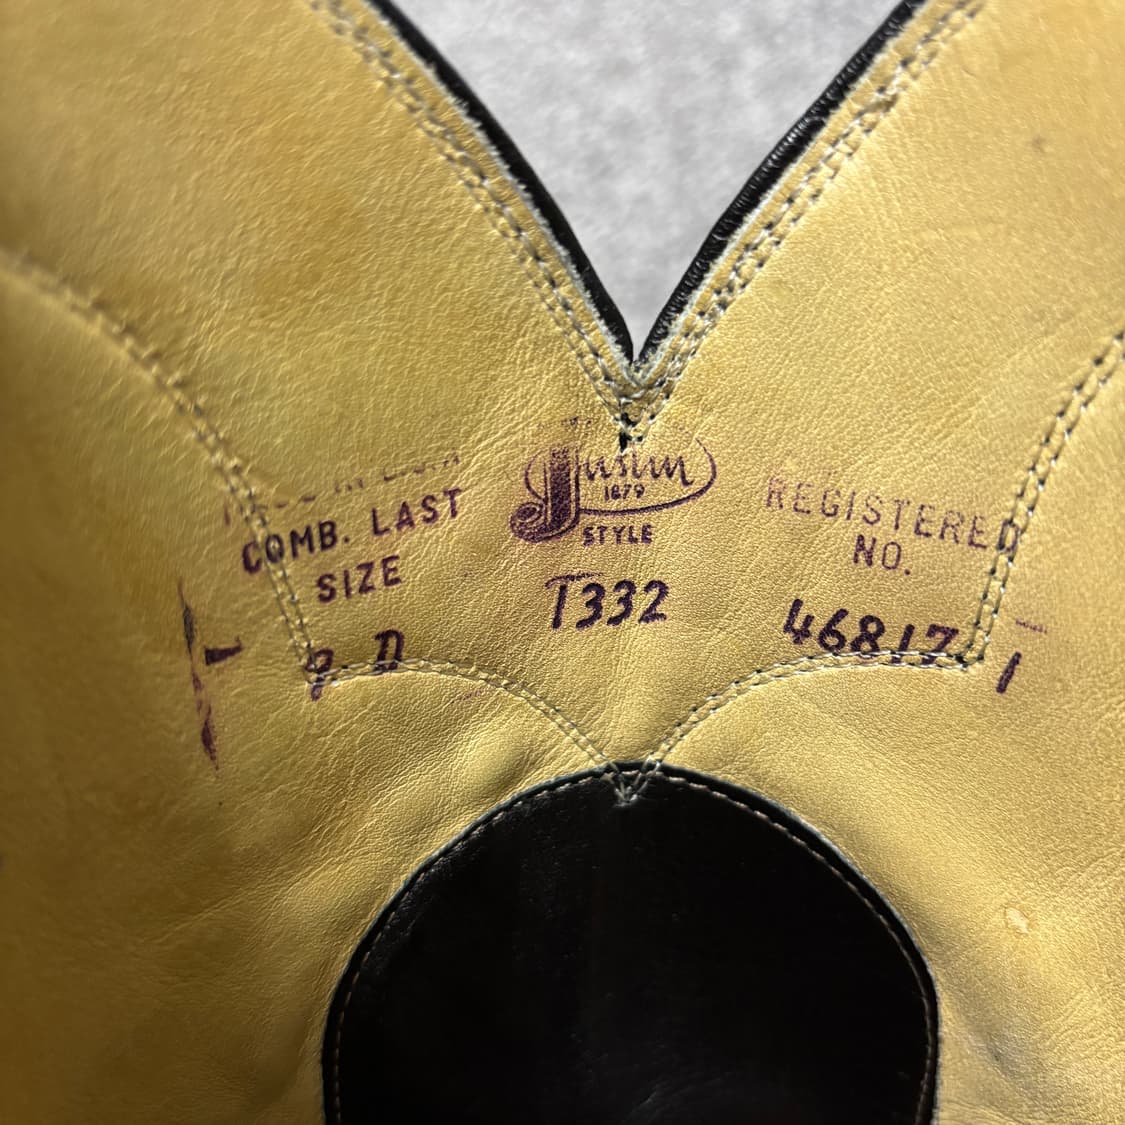 Justin
1879
STYLE
T332
COMB. LAST
SIZE
D
REGISTERED
NO.
46817